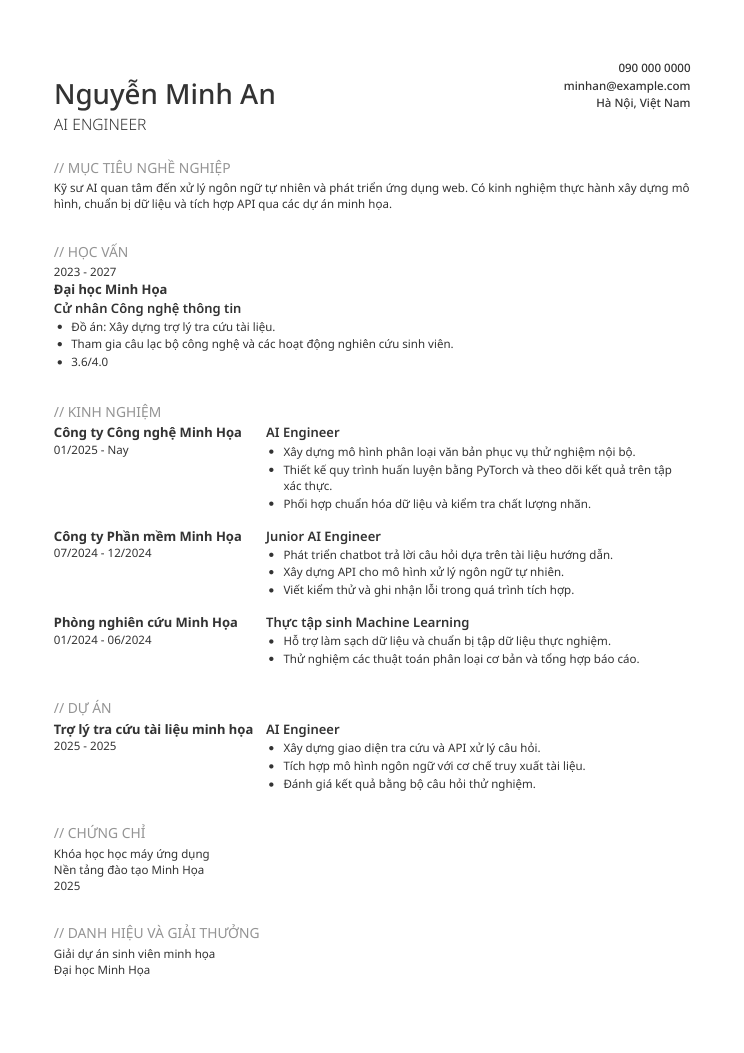 Nguyễn Minh An
AI ENGINEER
090 000 0000
minhan@example.com
Hà Nội, Việt Nam
// MỤC TIÊU NGHỀ NGHIỆP
Kỹ sư AI quan tâm đến xử lý ngôn ngữ tự nhiên và phát triển ứng dụng web. Có kinh nghiệm thực hành xây dựng mô
hình, chuẩn bị dữ liệu và tích hợp API qua các dự án minh họa.
// HỌC VẤN
2023 - 2027
Đại học Minh Họa
Cử nhân Công nghệ thông tin
• Đồ án: Xây dựng trợ lý tra cứu tài liệu.
• Tham gia câu lạc bộ công nghệ và các hoạt động nghiên cứu sinh viên.
• 3.6/4.0
// KINH NGHIỆM
Công ty Công nghệ Minh Họa
01/2025 - Nay
AI Engineer
• Xây dựng mô hình phân loại văn bản phục vụ thử nghiệm nội bộ.
• Thiết kế quy trình huấn luyện bằng PyTorch và theo dõi kết quả trên tập
xác thực.
• Phối hợp chuẩn hóa dữ liệu và kiểm tra chất lượng nhãn.
Công ty Phần mềm Minh Họa
07/2024 - 12/2024
Junior AI Engineer
• Phát triển chatbot trả lời câu hỏi dựa trên tài liệu hướng dẫn.
• Xây dựng API cho mô hình xử lý ngôn ngữ tự nhiên.
• Viết kiểm thử và ghi nhận lỗi trong quá trình tích hợp.
Phòng nghiên cứu Minh Họa
01/2024 - 06/2024
Thực tập sinh Machine Learning
• Hỗ trợ làm sạch dữ liệu và chuẩn bị tập dữ liệu thực nghiệm.
• Thử nghiệm các thuật toán phân loại cơ bản và tổng hợp báo cáo.
// DỰ ÁN
Trợ lý tra cứu tài liệu minh họa
2025 - 2025
AI Engineer
• Xây dựng giao diện tra cứu và API xử lý câu hỏi.
• Tích hợp mô hình ngôn ngữ với cơ chế truy xuất tài liệu.
• Đánh giá kết quả bằng bộ câu hỏi thử nghiệm.
// CHỨNG CHỈ
Khóa học học máy ứng dụng
Nền tảng đào tạo Minh Họa
2025
// DANH HIỆU VÀ GIẢI THƯỞNG
Giải dự án sinh viên minh họa
Đại học Minh Họa